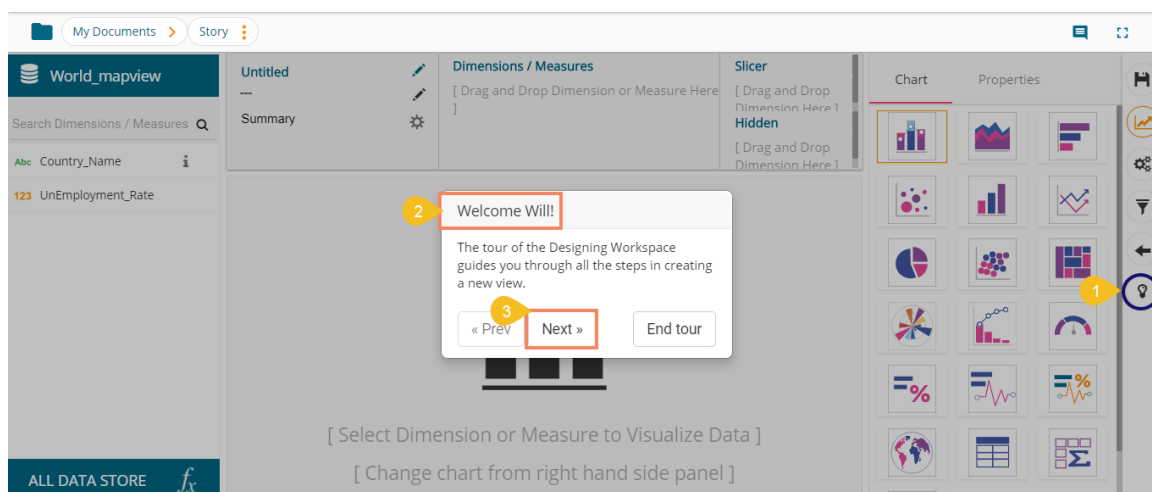 My Documents
Story
World_mapview
Search Dimensions / Measures
Abc Country_Name
123 UnEmployment_Rate
ALL DATA STORE fx
Untitled
---
Summary
Dimensions / Measures
[ Drag and Drop Dimension or Measure Here
]
Slicer
[ Drag and Drop
Dimension Here ]
Hidden
[ Drag and Drop
Dimension Here ]
Chart Properties
2
Welcome Will!
The tour of the Designing Workspace
guides you through all the steps in creating
a new view.
3
« Prev Next » End tour
1
[ Select Dimension or Measure to Visualize Data ]
[ Change chart from right hand side panel ]